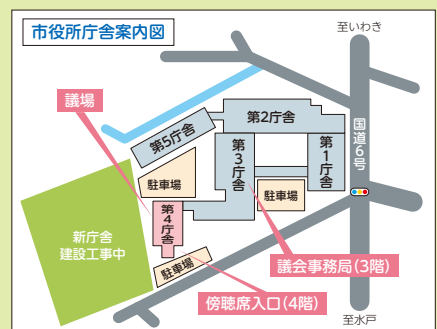 市役所庁舎案内図
至いわき
議場
第2庁舎
第5庁舎
国道6号
第1庁舎
第3庁舎
駐車場
駐車場
第4庁舎
新庁舎
建設工事中
議会事務局(3階)
駐車場
傍聴席入口(4階)
至水戸